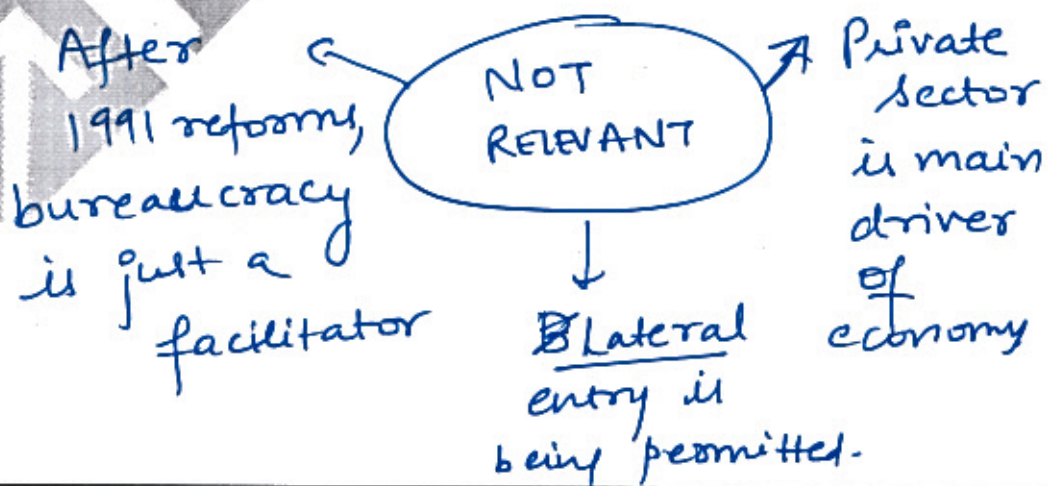 NOT
RELEVANT
After
1991 reforms,
bureaucracy
is just a
facilitator
Lateral
entry is
being permitted.
Private
sector
is main
driver
of
economy